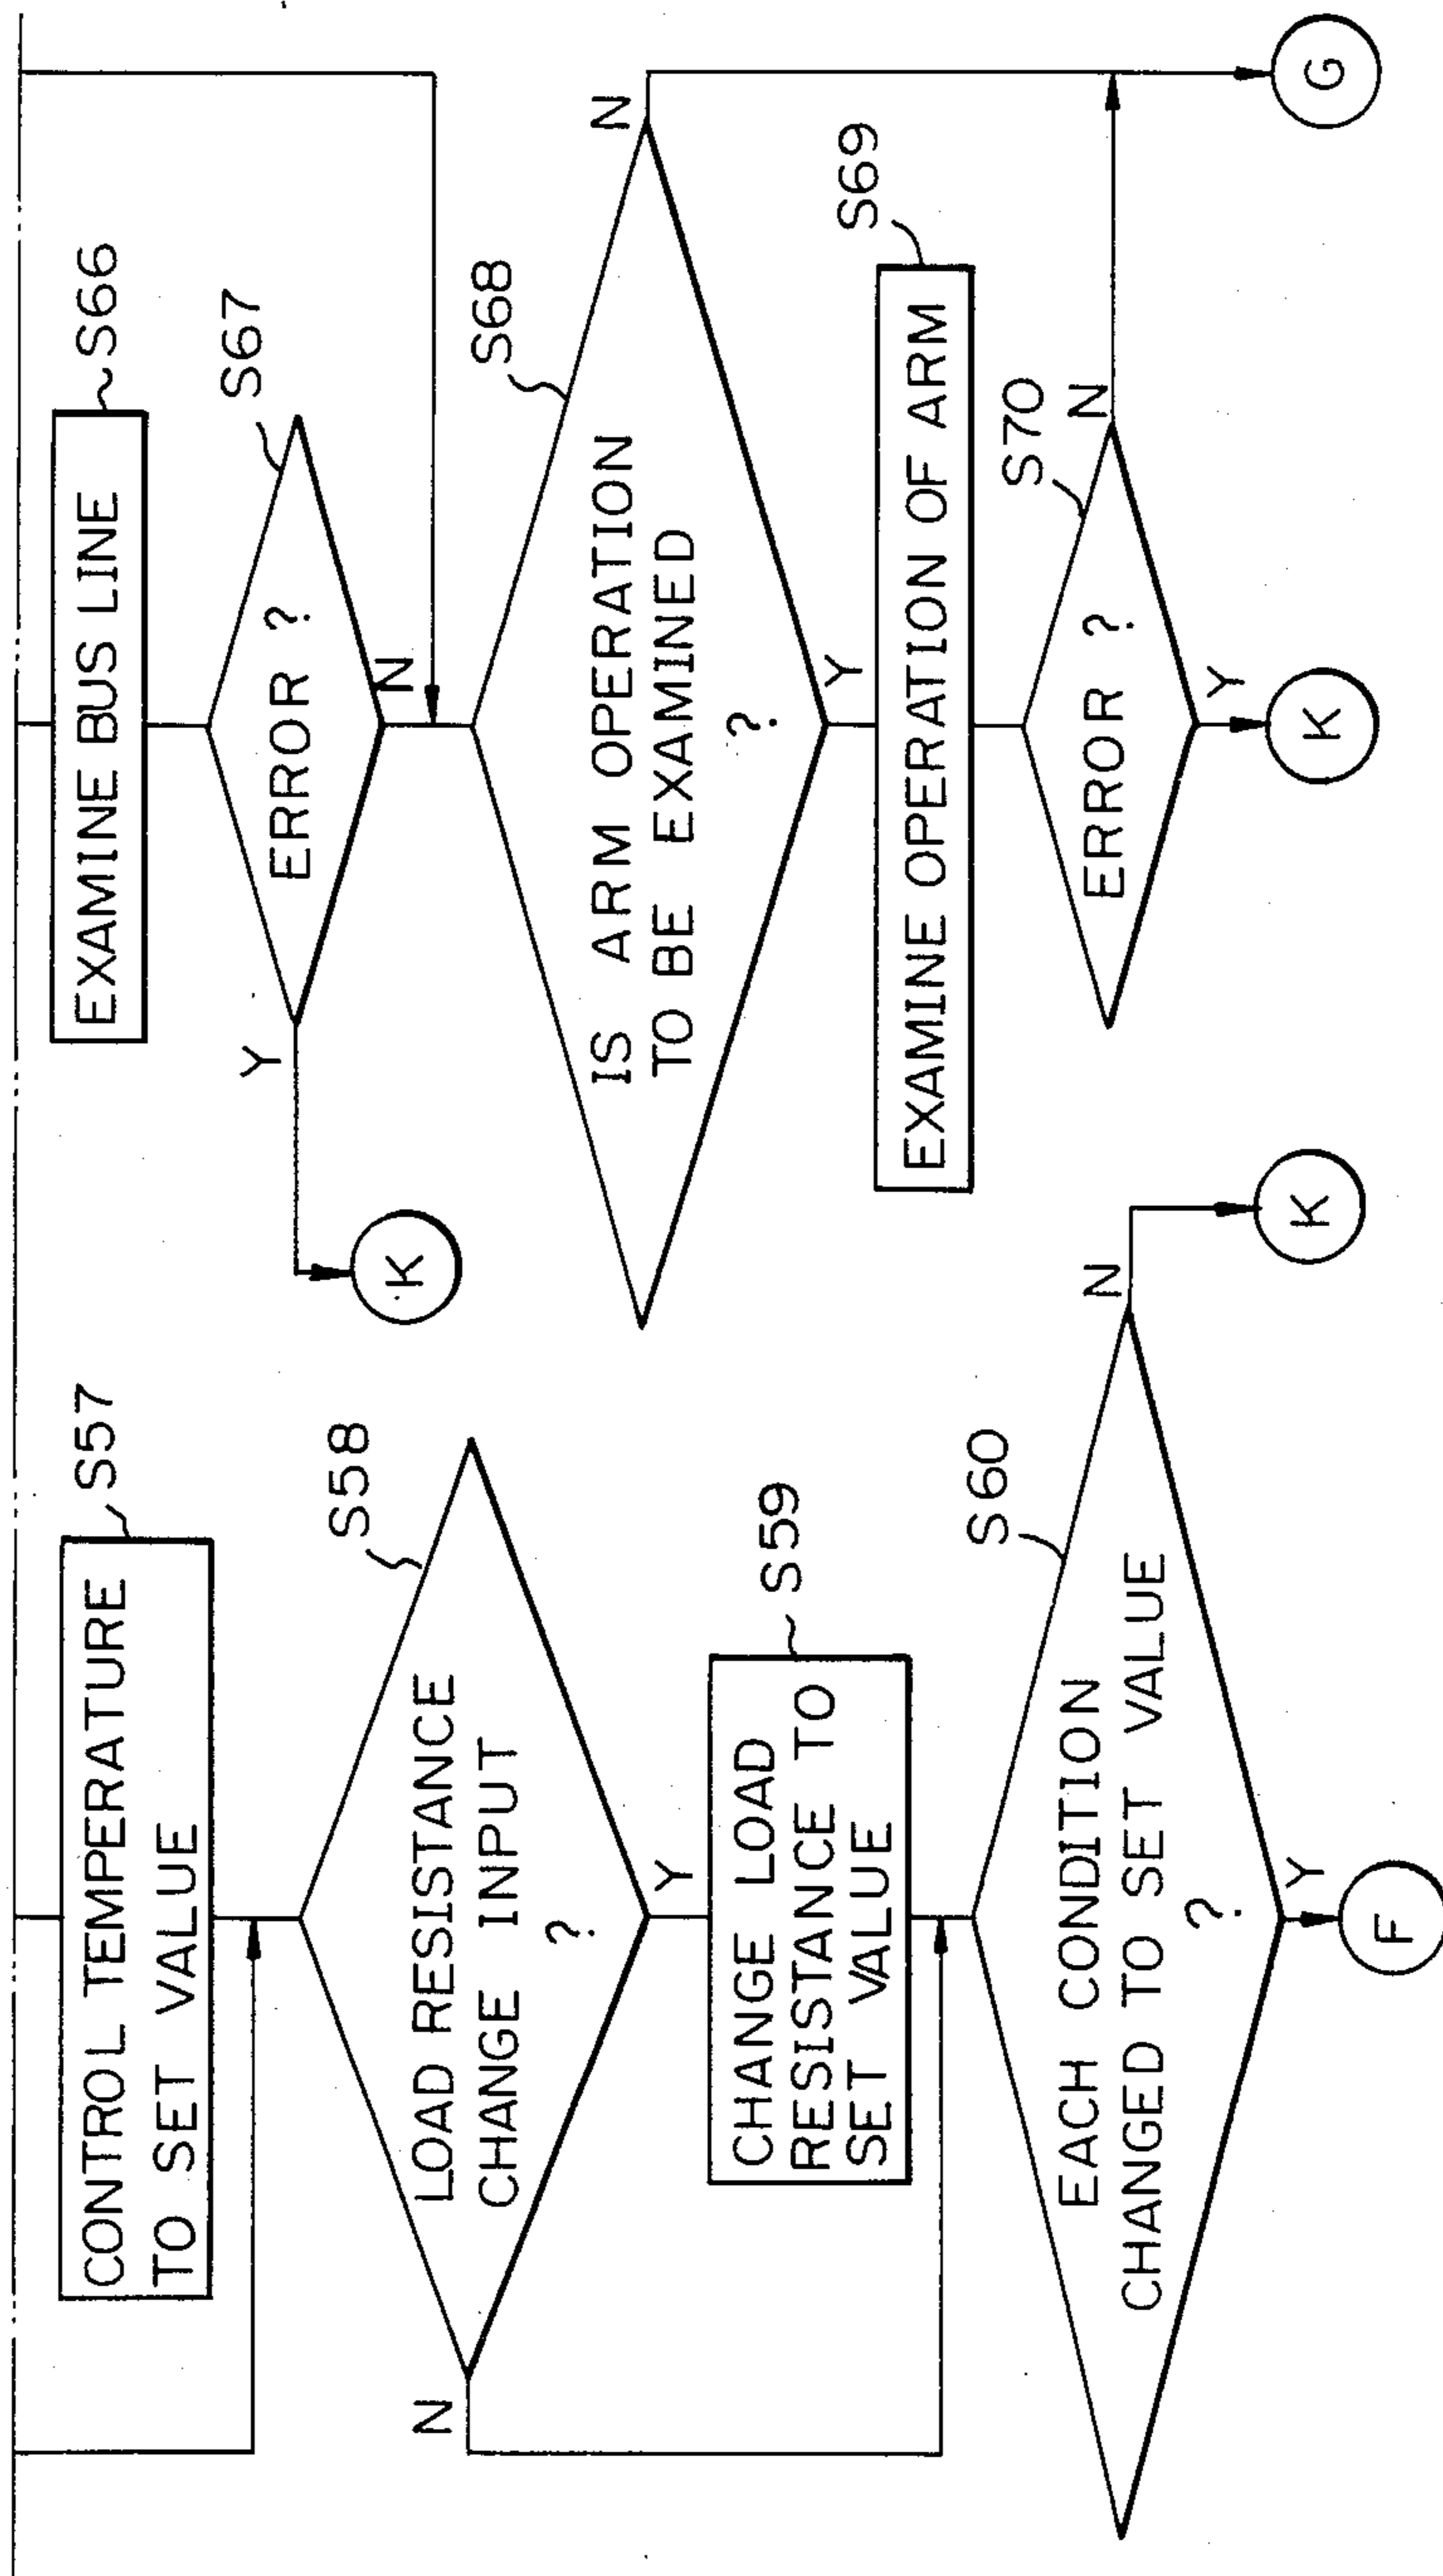 CONTROL TEMPERATURE
TO SET VALUE
S57
LOAD RESISTANCE
CHANGE INPUT
?
S58
N
Y
CHANGE LOAD
RESISTANCE TO
SET VALUE
S59
EACH CONDITION
CHANGED TO SET VALUE
?
S60
N
K
Y
F
EXAMINE BUS LINE
S66
ERROR ?
S67
Y
K
N
IS ARM OPERATION
TO BE EXAMINED
?
S68
N
Y
EXAMINE OPERATION OF ARM
S69
ERROR ?
S70
N
Y
K
G